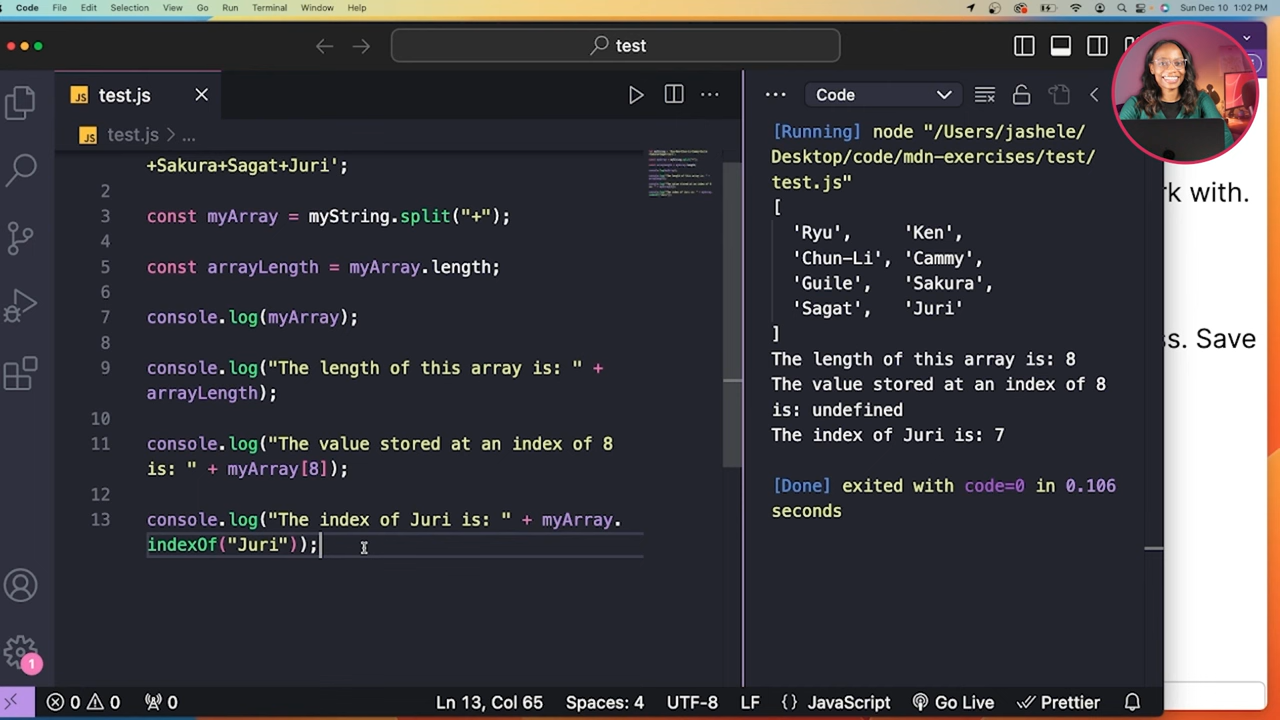 Code File Edit Selection View Go Run Terminal Window Help Sun Dec 10 1:02 PM
test
JS test.js
Code
JS test.js > ...
+Sakura+Sagat+Juri';
2
3 const myArray = myString.split("+");
4
5 const arrayLength = myArray.length;
6
7 console.log(myArray);
8
9 console.log("The length of this array is: " +
arrayLength);
10
11 console.log("The value stored at an index of 8
is: " + myArray[8]);
12
13 console.log("The index of Juri is: " + myArray.
indexOf("Juri"));
[Running] node "/Users/jashele/
Desktop/code/mdn-exercises/test/
test.js"
[
'Ryu', 'Ken',
'Chun-Li', 'Cammy',
'Guile', 'Sakura',
'Sagat', 'Juri'
]
The length of this array is: 8
The value stored at an index of 8
is: undefined
The index of Juri is: 7
[Done] exited with code=0 in 0.106
seconds
rk with.
s. Save
1
0 0 0 Ln 13, Col 65 Spaces: 4 UTF-8 LF {} JavaScript Go Live Prettier